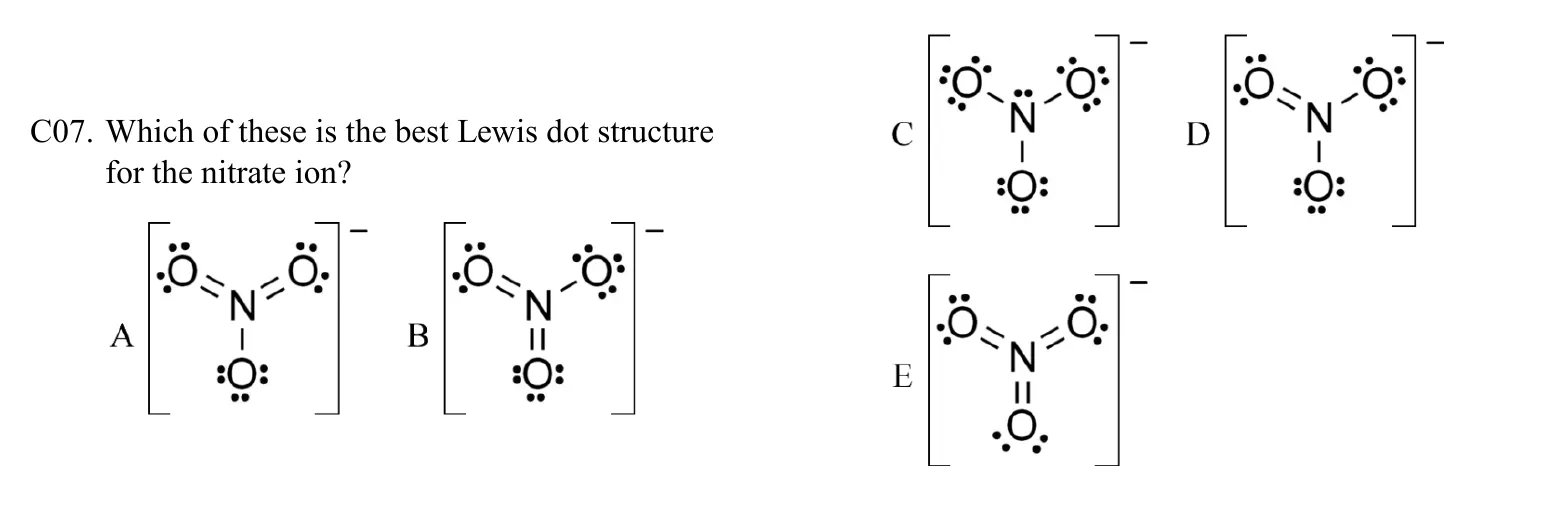 C07. Which of these is the best Lewis dot structure
for the nitrate ion?
A
O
O
N
O
–
B
O
O
N
O
–
C
O
O
N
O
–
D
O
O
N
O
–
E
O
O
N
O
–